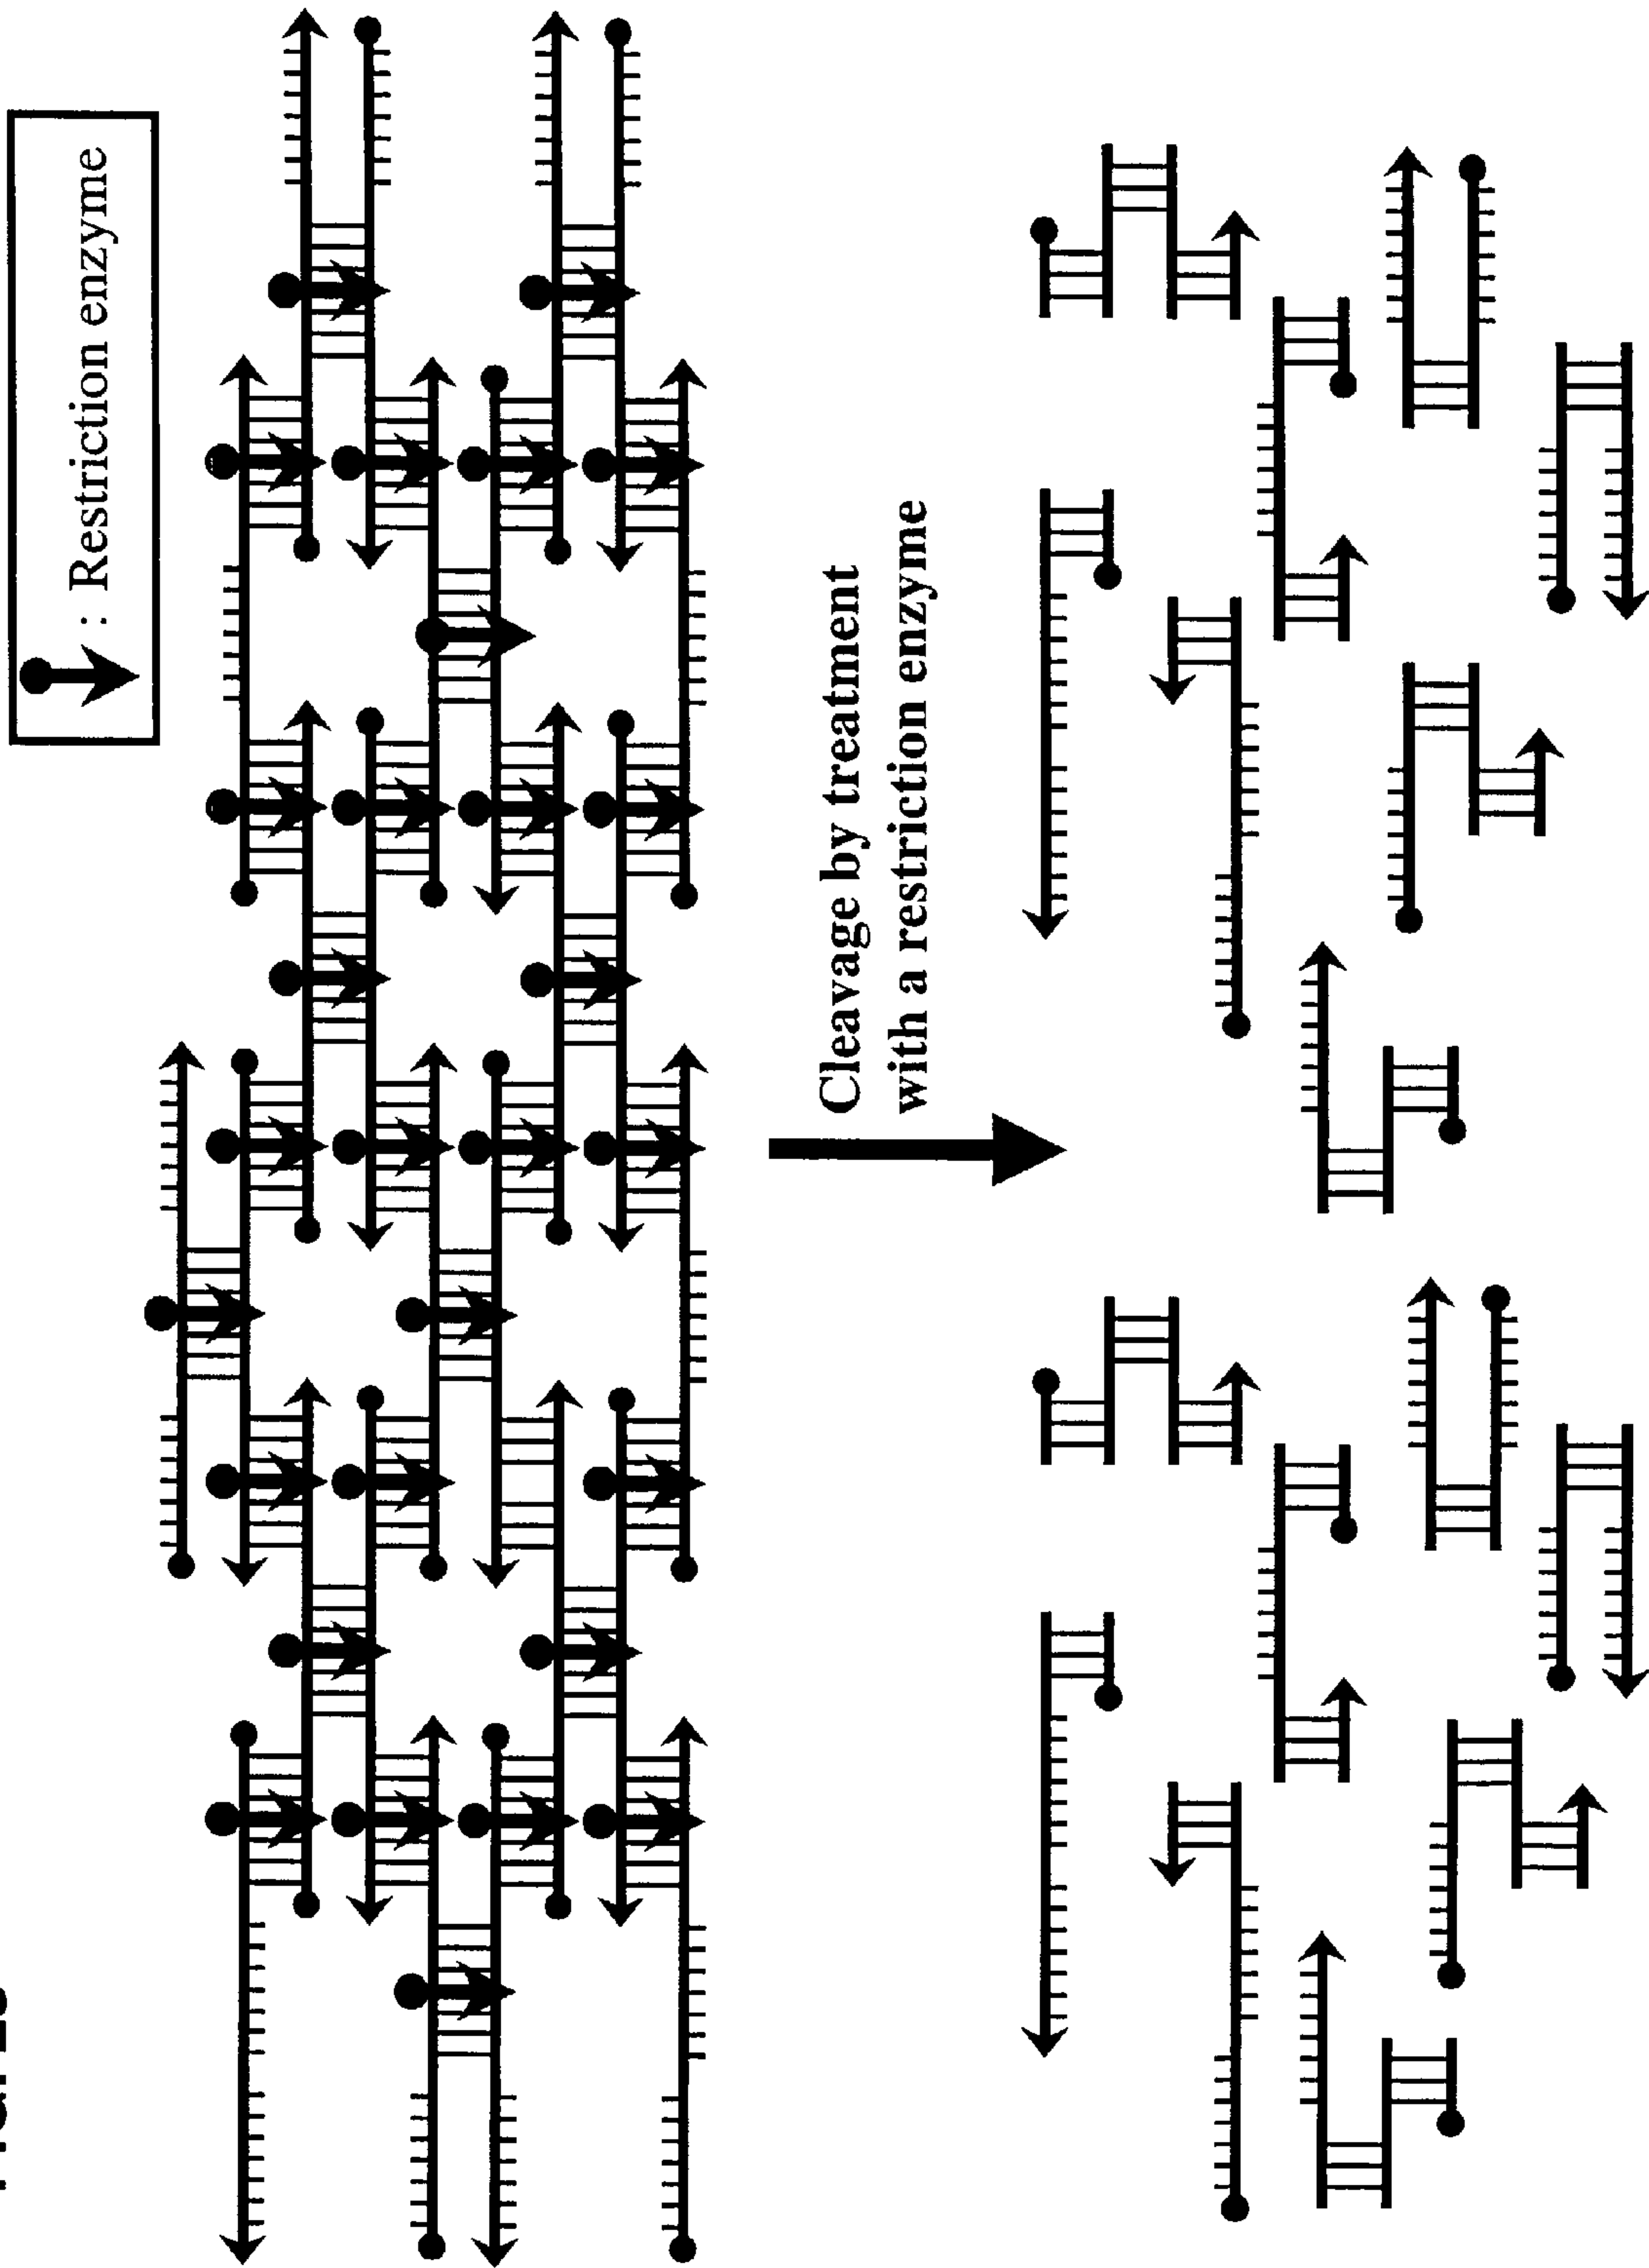 : Restriction enzyme
Cleavage by treatment
with a restriction enzyme